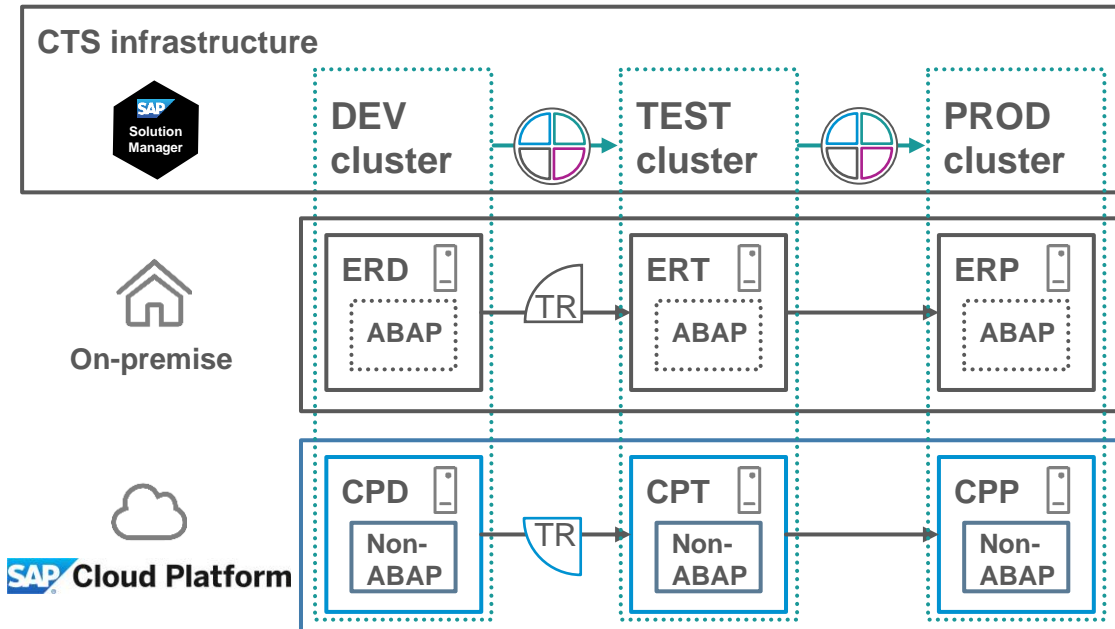 CTS infrastructure
SAP
Solution
Manager
DEV
cluster
TEST
cluster
PROD
cluster
On-premise
ERD
ABAP
TR
ERT
ABAP
ERP
ABAP
SAP Cloud Platform
CPD
Non-
ABAP
TR
CPT
Non-
ABAP
CPP
Non-
ABAP